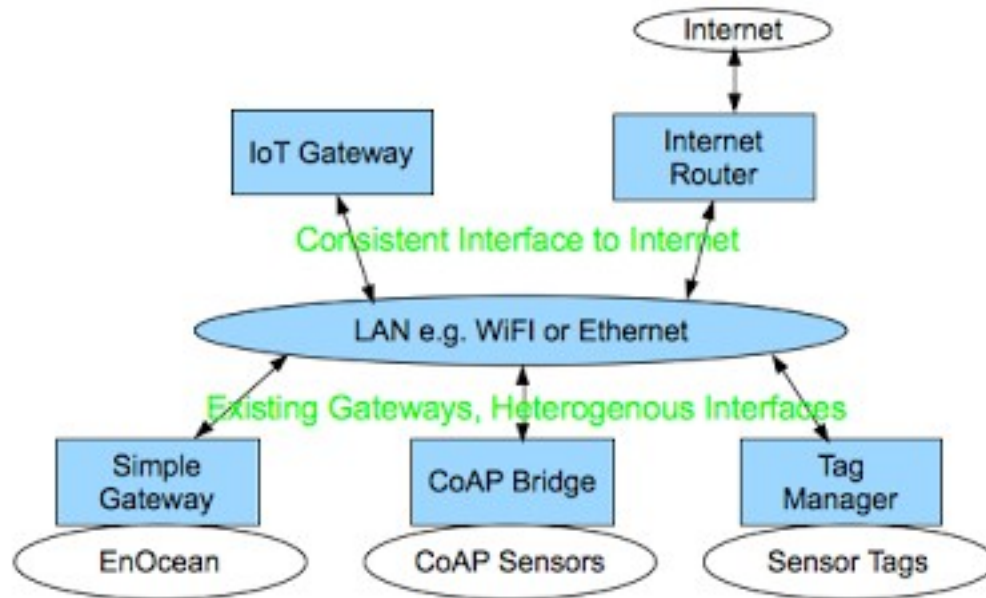 Internet
IoT Gateway
Internet
Router
Consistent Interface to Internet
LAN e.g. WiFI or Ethernet
Existing Gateways, Heterogenous Interfaces
Simple
Gateway
CoAP Bridge
Tag
Manager
EnOcean
CoAP Sensors
Sensor Tags